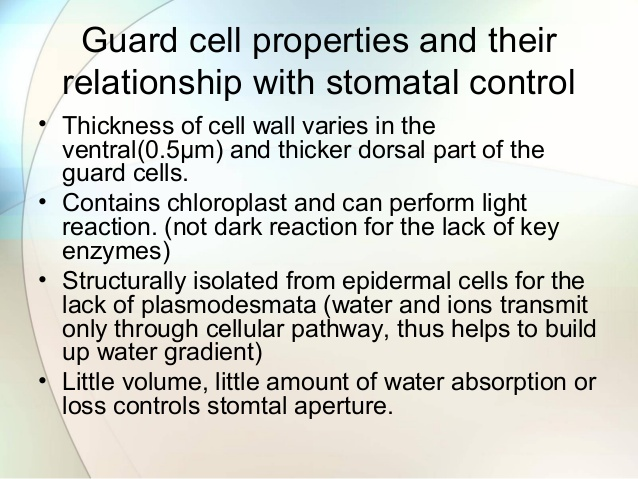 Guard cell properties and their
relationship with stomatal control
• Thickness of cell wall varies in the
ventral(0.5µm) and thicker dorsal part of the
guard cells.
• Contains chloroplast and can perform light
reaction. (not dark reaction for the lack of key
enzymes)
• Structurally isolated from epidermal cells for the
lack of plasmodesmata (water and ions transmit
only through cellular pathway, thus helps to build
up water gradient)
• Little volume, little amount of water absorption or
loss controls stomtal aperture.